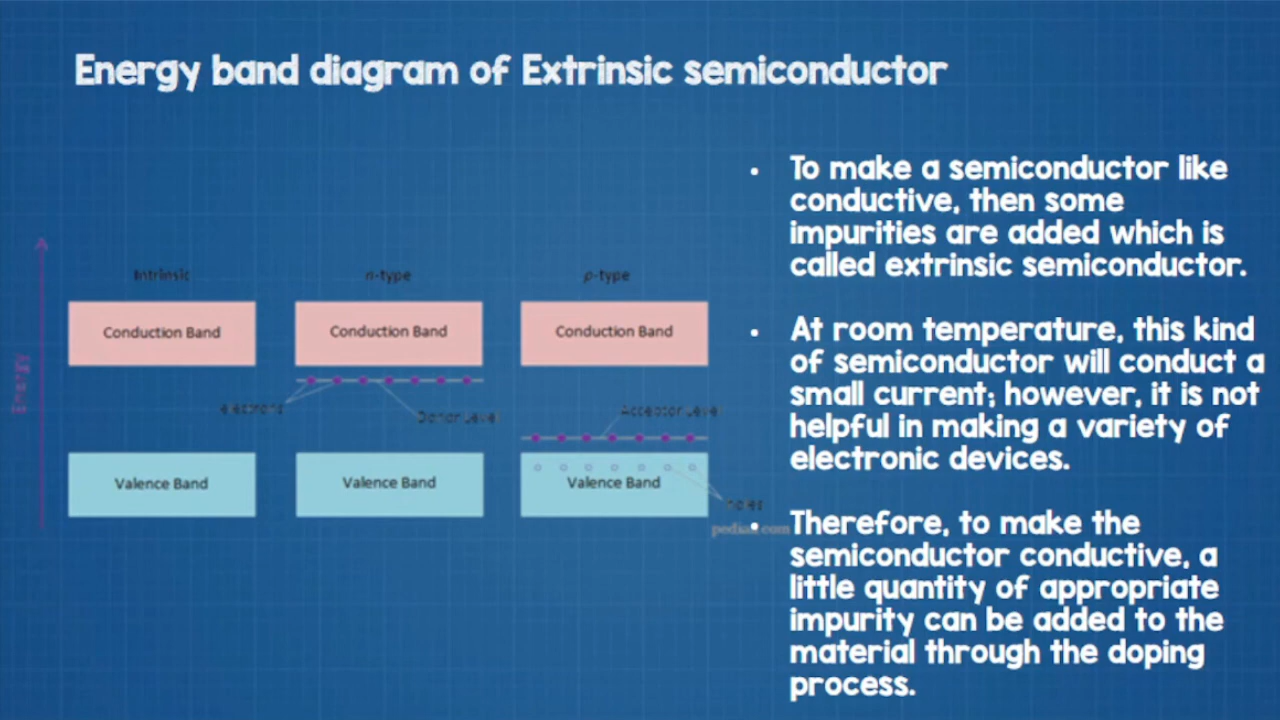 Energy band diagram of Extrinsic semiconductor
Intrinsic
n-type
p-type
Conduction Band
Conduction Band
Conduction Band
Energy
electrons
Donor Level
Acceptor Level
Valence Band
Valence Band
Valence Band
holes
• To make a semiconductor like
conductive, then some
impurities are added which is
called extrinsic semiconductor.
• At room temperature, this kind
of semiconductor will conduct a
small current; however, it is not
helpful in making a variety of
electronic devices.
• Therefore, to make the
semiconductor conductive, a
little quantity of appropriate
impurity can be added to the
material through the doping
process.